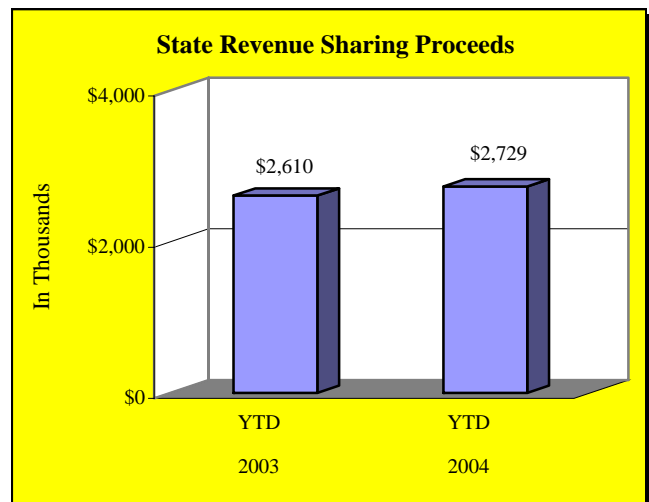 State Revenue Sharing Proceeds
$4,000
$2,000
$0
In Thousands
$2,610
$2,729
YTD YTD
2003 2004